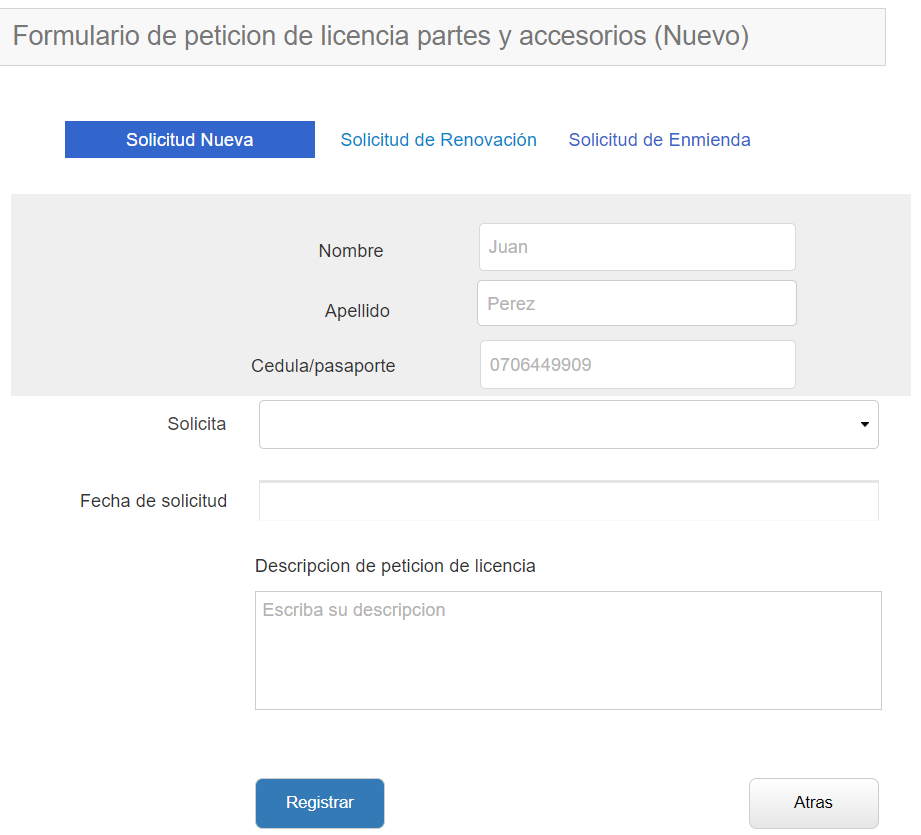 Formulario de peticion de licencia partes y accesorios (Nuevo)
Solicitud Nueva Solicitud de Renovación Solicitud de Enmienda
Nombre Juan
Apellido Perez
Cedula/pasaporte 0706449909
Solicita
Fecha de solicitud
Descripcion de peticion de licencia
Escriba su descripcion
Registrar Atras